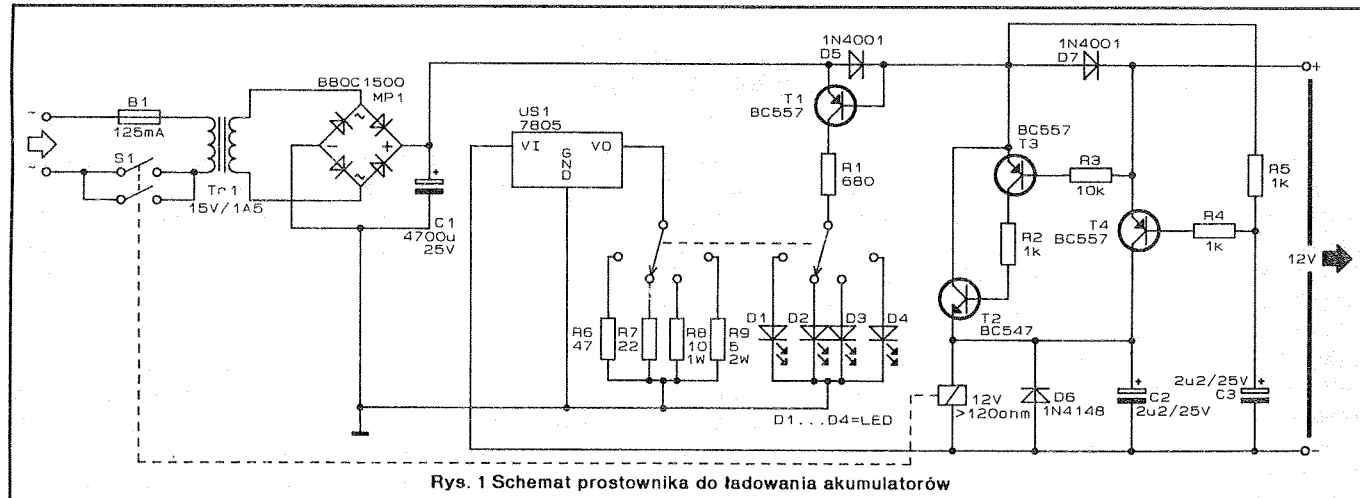 1N4001
D5
1N4001
D7
+
B80C1500
MP1
~
B1
125mA
US1
7805
T1
BC557
VI
GND
VO
~
-
+
BC557
T3
R3
10k
R5
1k
~
S1
R1
680
Tr1
15V/1A5
+
~
C1
4700u
25V
T4
BC557
R4
1k
R2
1k
12V
T2
BC547
R6
47
R7
22
R8
10
1W
R9
5
2W
D1
D2
D3
D4
12V
>120ohm
D6
1N4148
+
C2
2u2/25V
2u2/25V
+
C3
D1...D4=LED
-
Rys. 1 Schemat prostownika do ładowania akumulatorów